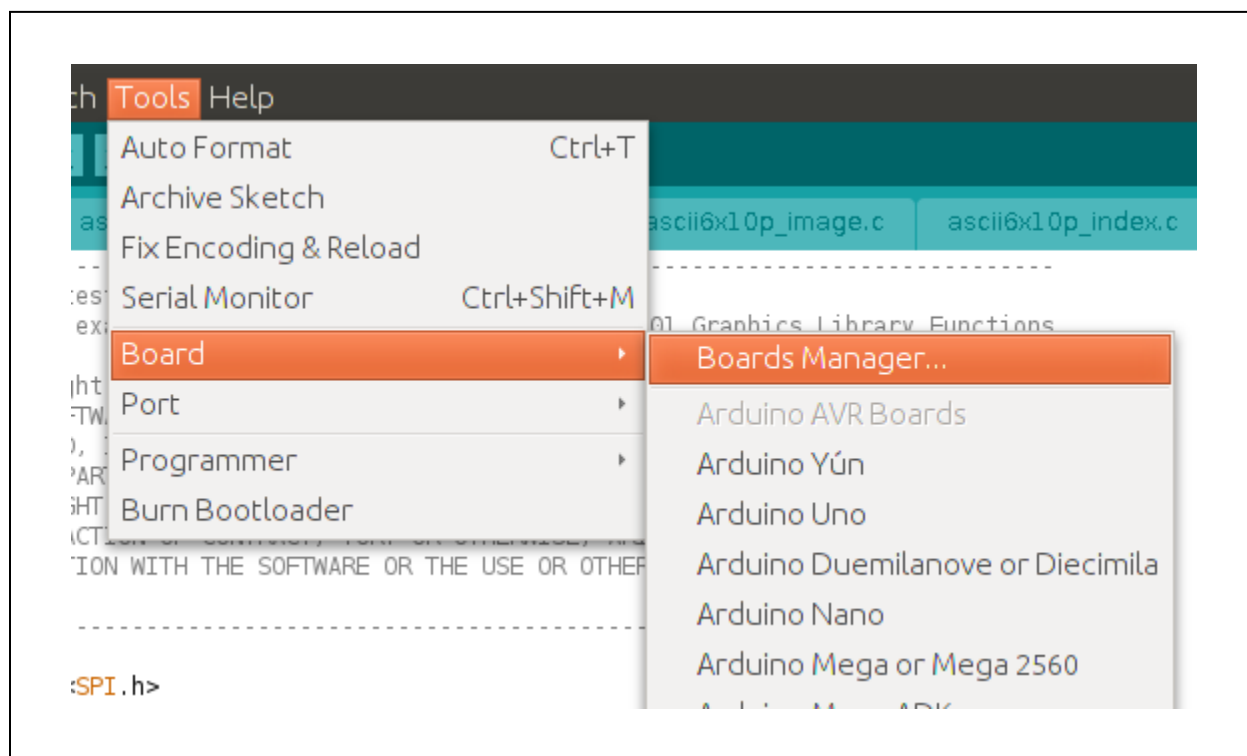 Tools Help
Auto Format Ctrl+T
Archive Sketch
ascii6x10p_image.c ascii6x10p_index.c
Fix Encoding & Reload
Serial Monitor Ctrl+Shift+M
Graphics Library Functions
Board
Boards Manager...
Port
Arduino AVR Boards
Programmer
Arduino Yún
Burn Bootloader
Arduino Uno
WITH THE SOFTWARE OR THE USE OR OTHER
Arduino Duemilanove or Diecimila
Arduino Nano
Arduino Mega or Mega 2560
SPI.h>